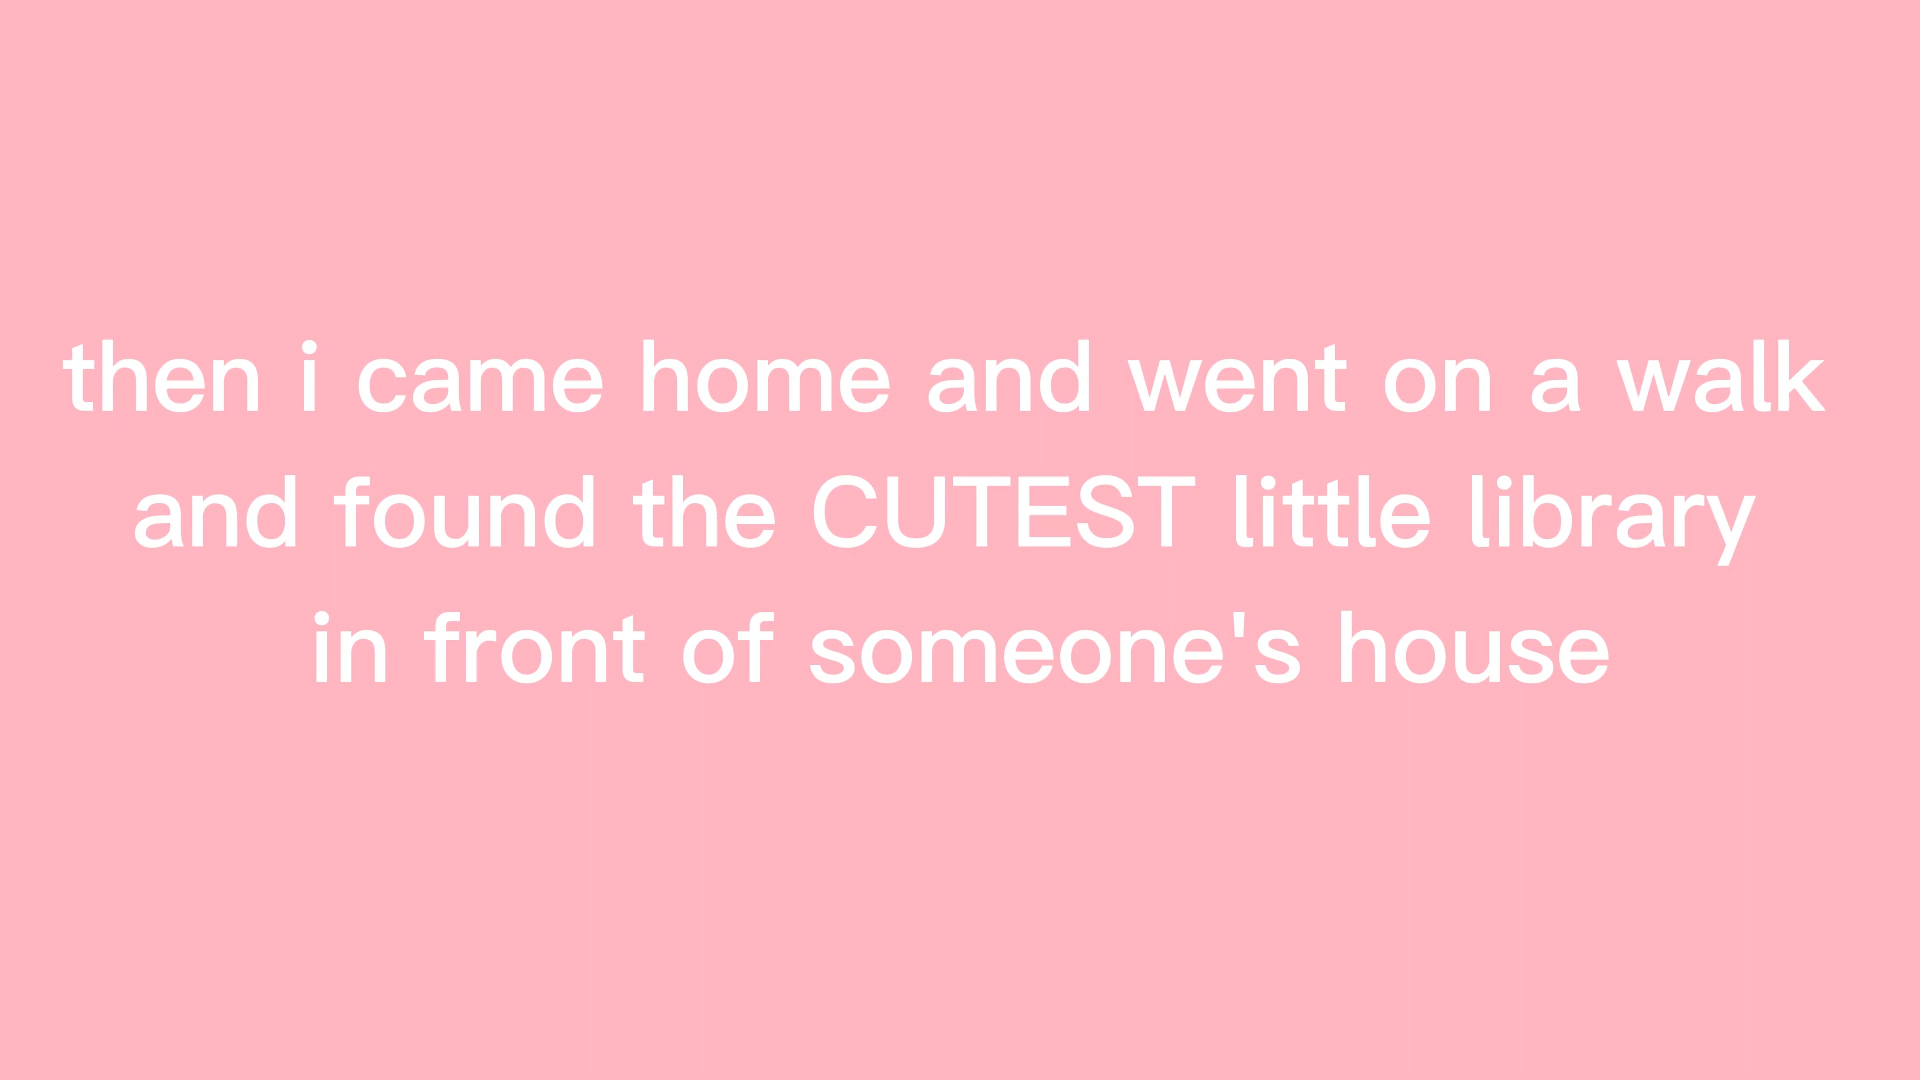 then i came home and went on a walk
and found the CUTEST little library
in front of someone's house